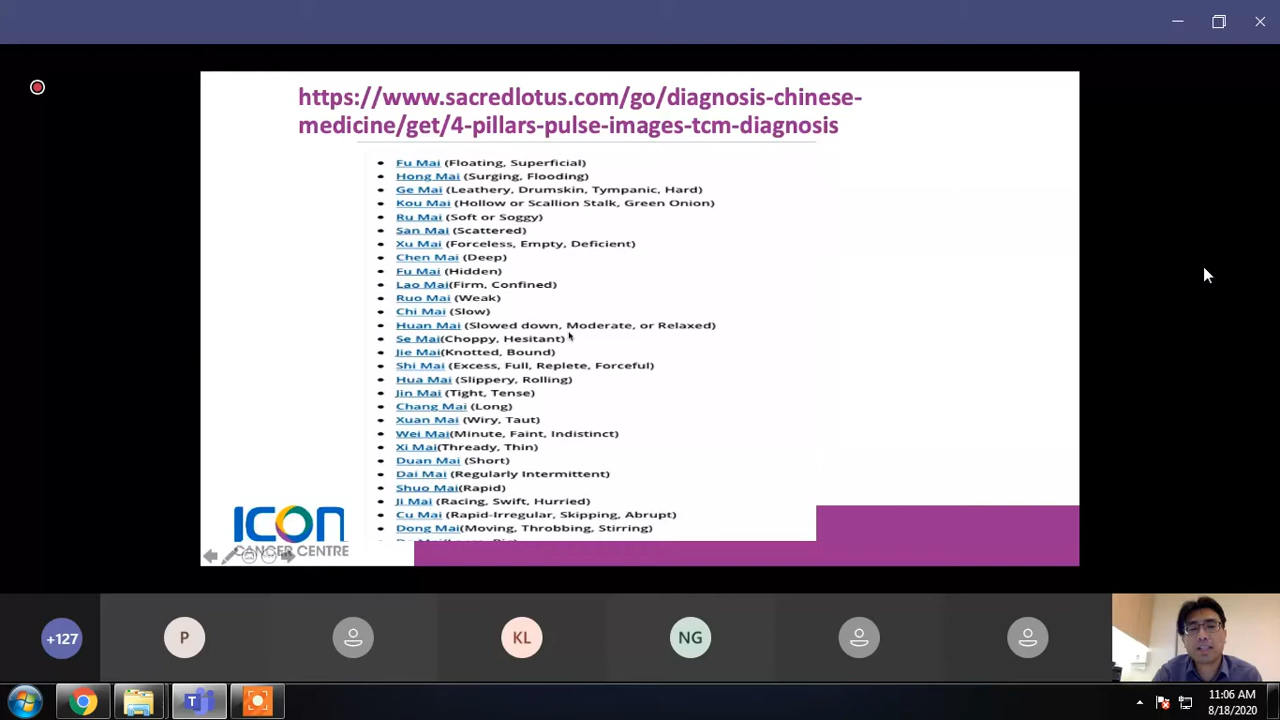 https://www.sacredlotus.com/go/diagnosis-chinese-
medicine/get/4-pillars-pulse-images-tcm-diagnosis
Fu Mai (Floating, Superficial)
Hong Mai (Surging, Flooding)
Ge Mai (Leathery, Drumskin, Tympanic, Hard)
Kou Mai (Hollow or Scallion Stalk, Green Onion)
Ru Mai (Soft or Soggy)
San Mai (Scattered)
Xu Mai (Forceless, Empty, Deficient)
Chen Mai (Deep)
Fu Mai (Hidden)
Lao Mai(Firm, Confined)
Ruo Mai (Weak)
Chi Mai (Slow)
Huan Mai (Slowed down, Moderate, or Relaxed)
Se Mai(Choppy, Hesitant)
Jie Mai(Knotted, Bound)
Shi Mai (Excess, Full, Replete, Forceful)
Hua Mai (Slippery, Rolling)
Jin Mai (Tight, Tense)
Chang Mai (Long)
Xuan Mai (Wiry, Taut)
Wei Mai(Minute, Faint, Indistinct)
Xi Mai(Thready, Thin)
Duan Mai (Short)
Dai Mai (Regularly Intermittent)
Shuo Mai(Rapid)
Ji Mai (Racing, Swift, Hurried)
Cu Mai (Rapid-Irregular, Skipping, Abrupt)
Dong Mai(Moving, Throbbing, Stirring)
ICON
CANCER CENTRE
+127
P
KL
NG
11:06 AM
8/18/2020